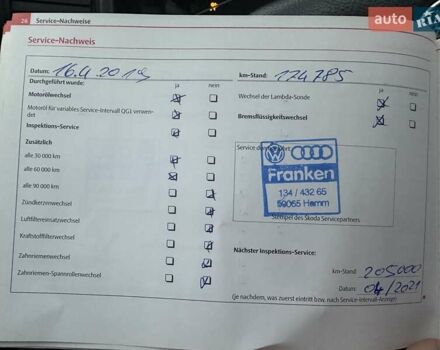 26 Service-Nachweise
auto RIA
Service-Nachweis
Datum: 16.4.2019
km-Stand: 174785
Durchgeführt wurde:
ja nein
ja nein
Motorölwechsel
Wechsel der Lambda-Sonde
Motoröl für variables Service-Intervall QG1 verwendet
Bremsflüssigkeitswechsel
Inspektions-Service
Zusätzlich
alle 30 000 km
alle 60 000 km
alle 90 000 km
Zündkerzenwechsel
Luftfiltereinsatzwechsel
Kraftstofffilterwechsel
Zahnriemenwechsel
Zahnriemen-Spannrollenwechsel
Service
Franken
134 / 432 65
59065 Hamm
Stempel des Skoda Servicepartners
Nächster Inspektions-Service:
km-Stand: 205000
Datum: 04/2021
(je nachdem, was zuerst eintritt bzw. nach Service-Intervall-Anzeige)